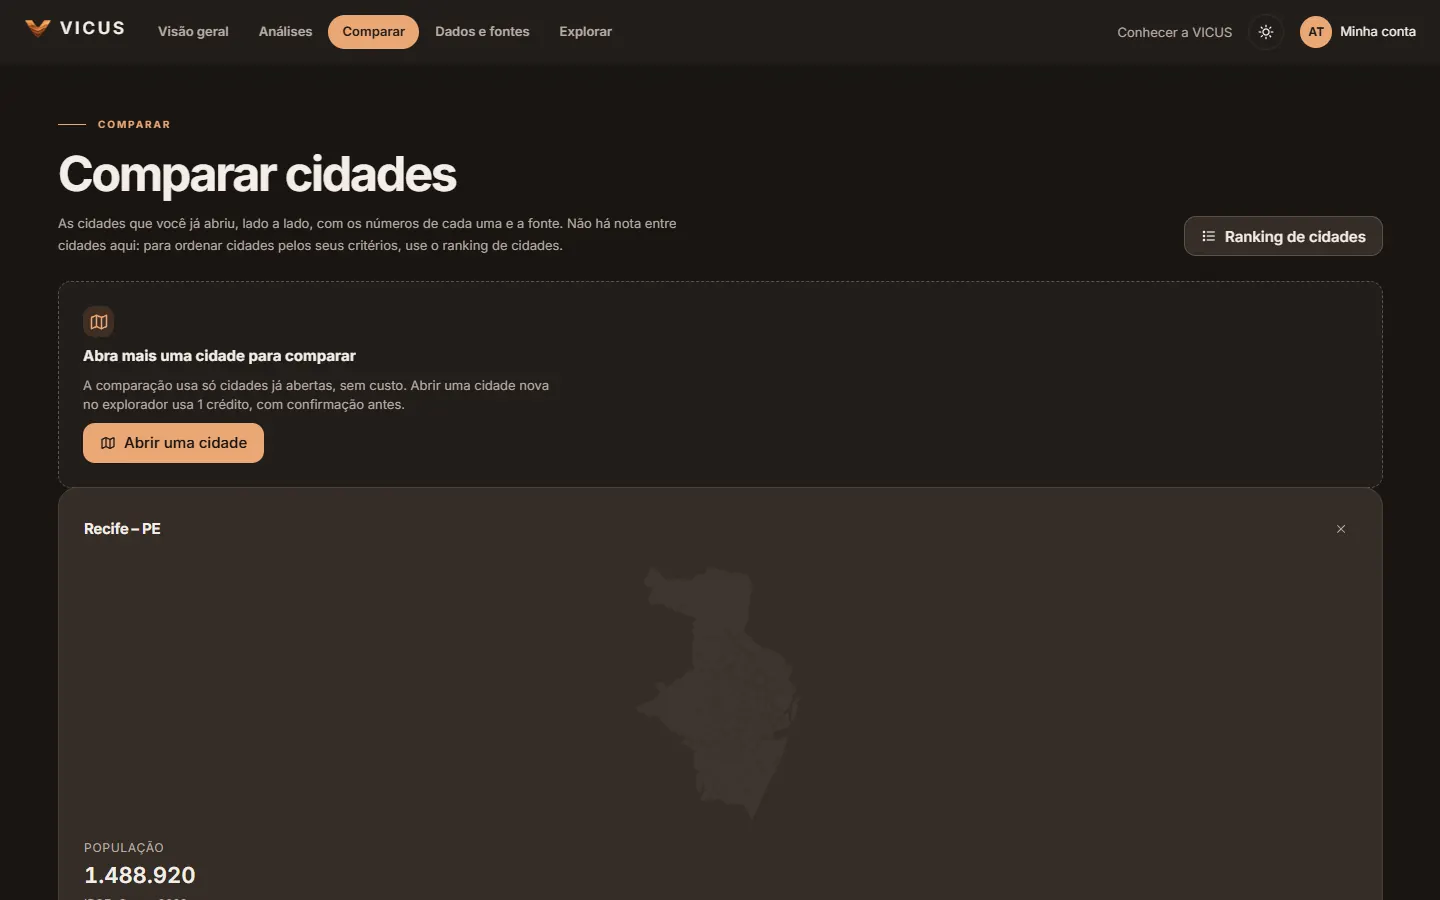 VICUS
Visão geral
Análises
Comparar
Dados e fontes
Explorar
Conhecer a VICUS
AT
Minha conta
COMPARAR
Comparar cidades
As cidades que você já abriu, lado a lado, com os números de cada uma e a fonte. Não há nota entre
cidades aqui: para ordenar cidades pelos seus critérios, use o ranking de cidades.
Ranking de cidades
Abra mais uma cidade para comparar
A comparação usa só cidades já abertas, sem custo. Abrir uma cidade nova
no explorador usa 1 crédito, com confirmação antes.
Abrir uma cidade
Recife – PE
POPULAÇÃO
1.488.920